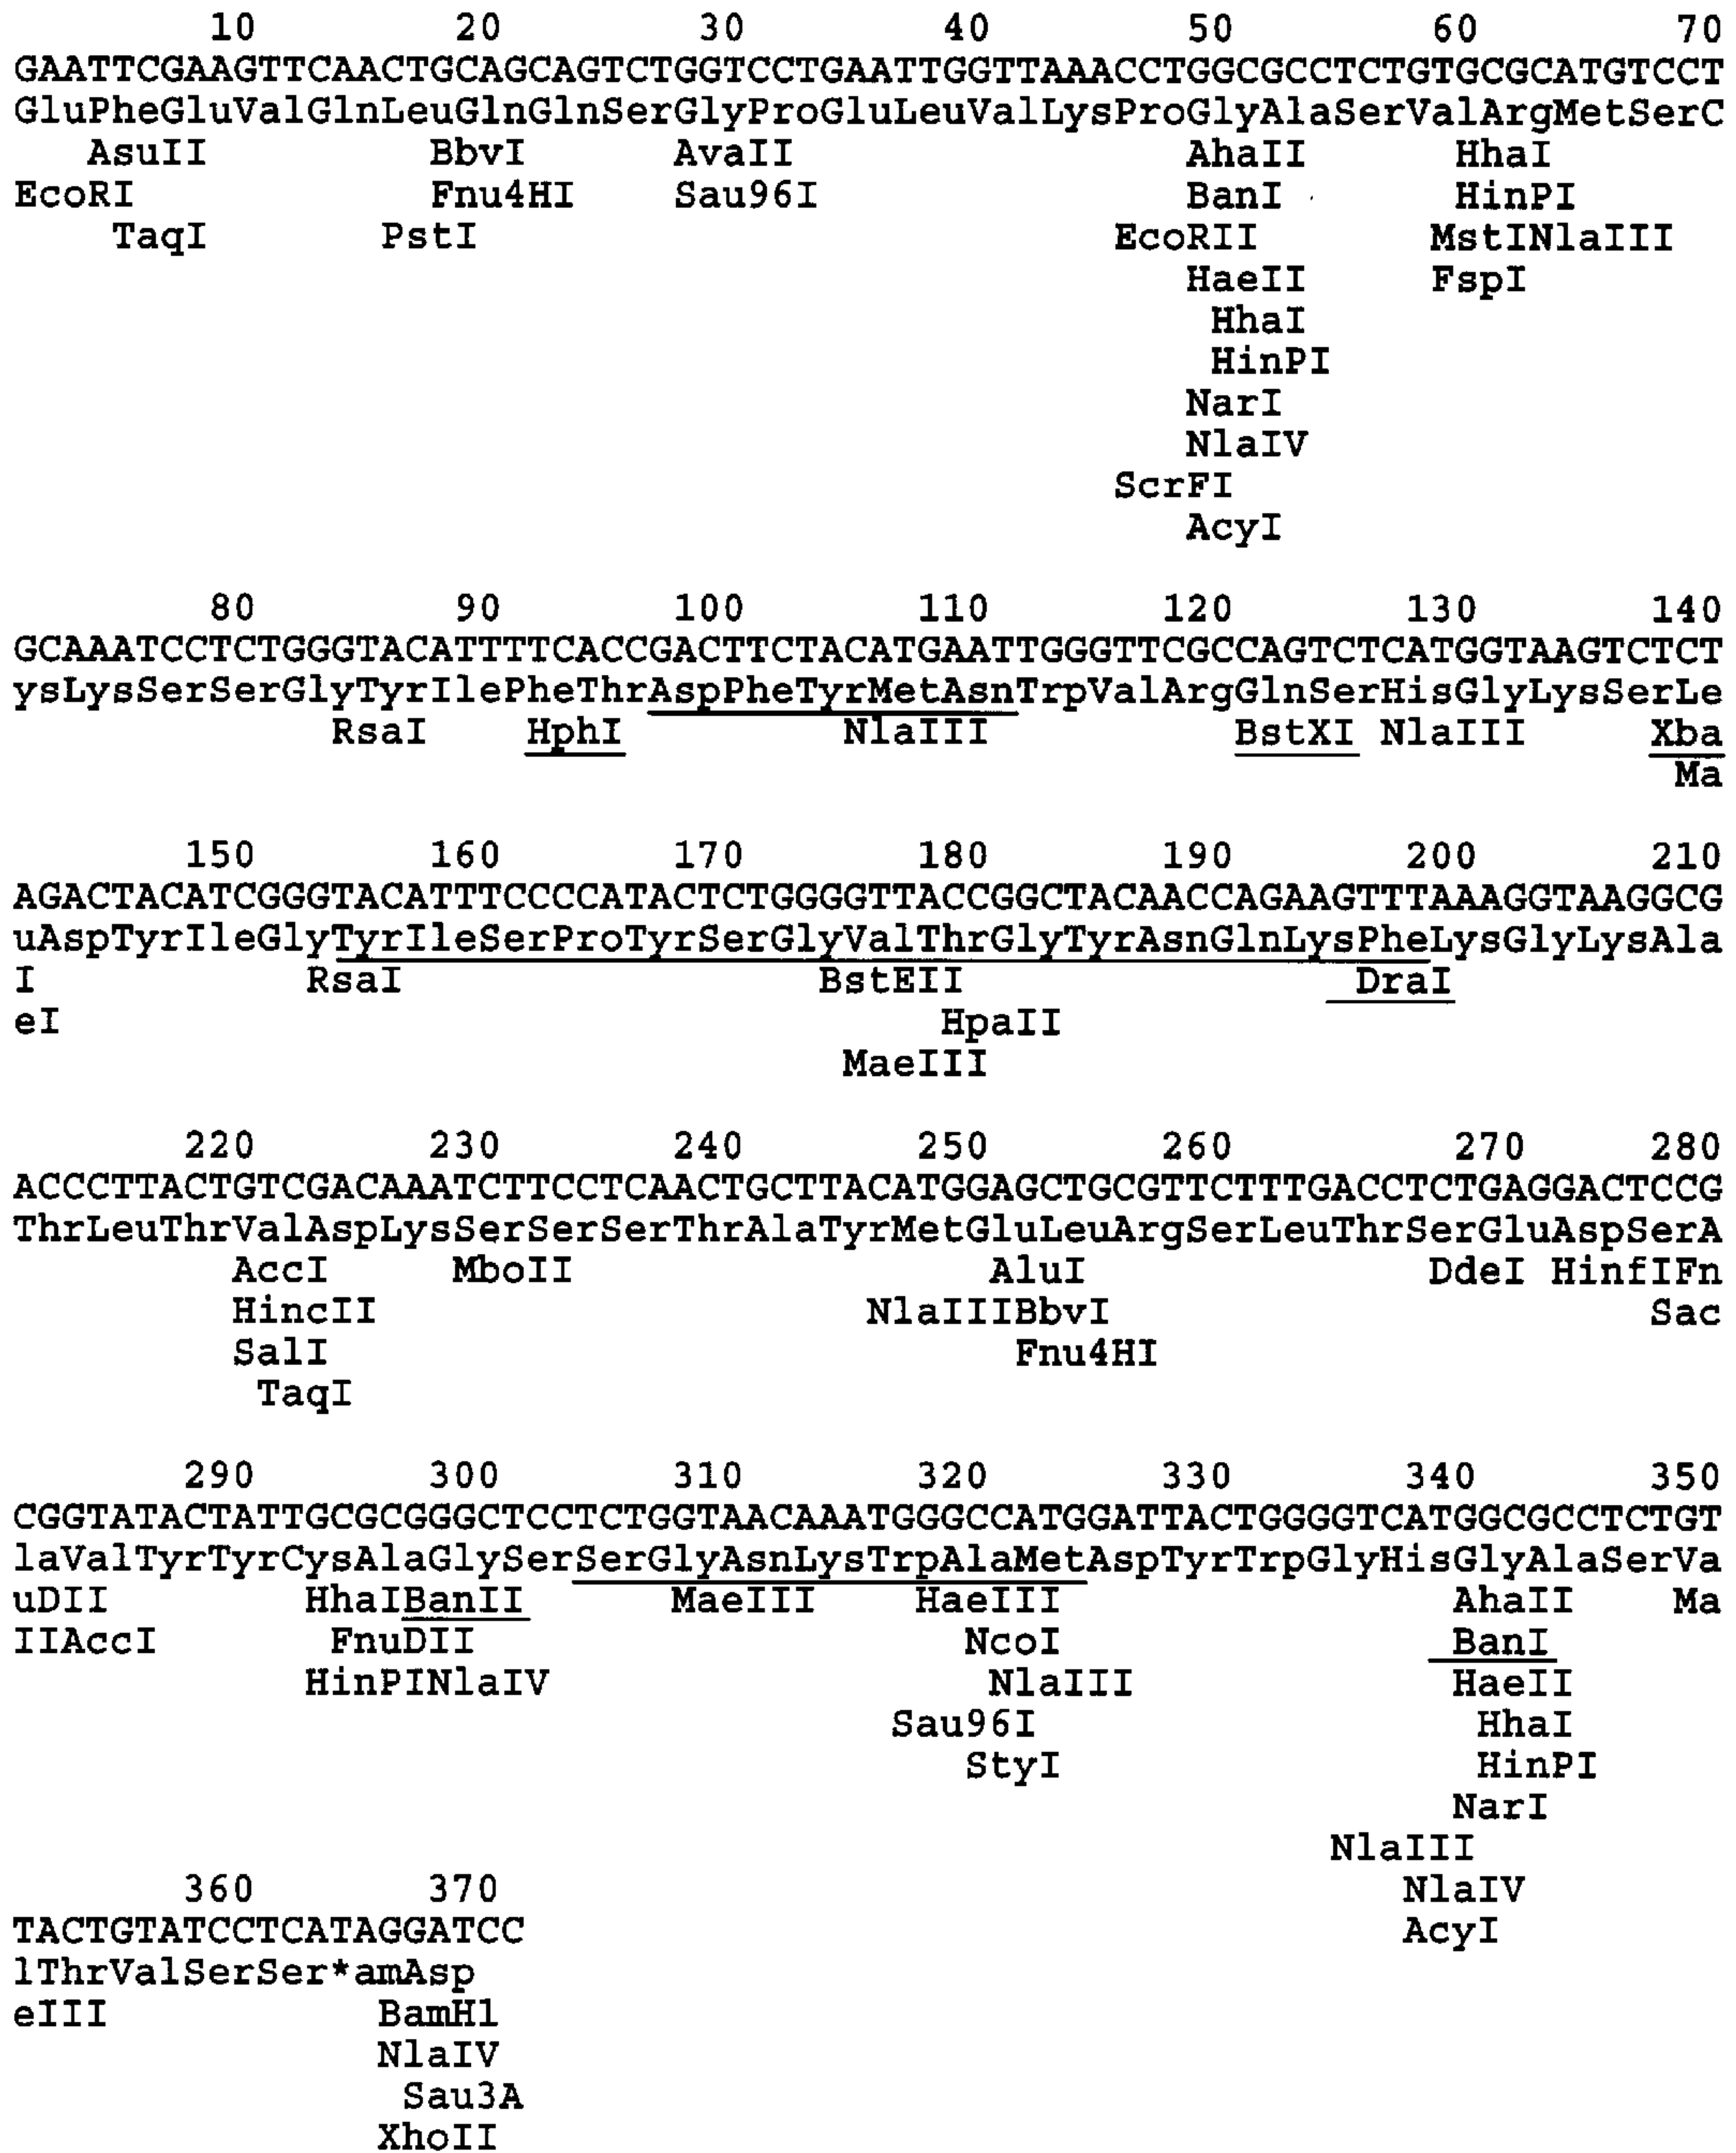 10 20 30 40 50 60 70
GAATTCGAAGTTCAACTGCAGCAGTCTGGTCCTGAATTGGTTAAACCTGGCGCCTCTGTGCGCATGTCCT
GluPheGluValGlnLeuGlnGlnSerGlyProGluLeuValLysProGlyAlaSerValArgMetSerC
AsuII BbvI AvaII AhaII HhaI
EcoRI Fnu4HI Sau96I BanI HinPI
TaqI PstI EcoRII MstINlaIII
HaeII FspI
HhaI
HinPI
NarI
NlaIV
ScrFI
AcyI
80 90 100 110 120 130 140
GCAAATCCTCTGGGTACATTTTCACCGACTTCTACATGAATTGGGTTCGCCAGTCTCATGGTAAGTCTCT
ysLysSerSerGlyTyrIlePheThrAspPheTyrMetAsnTrpValArgGlnSerHisGlyLysSerLe
RsaI HphI NlaIII BstXI NlaIII Xba
Ma
150 160 170 180 190 200 210
AGACTACATCGGGTACATTTCCCCATACTCTGGGGTTACCGGCTACAACCAGAAGTTTAAAGGTAAGGCG
uAspTyrIleGlyTyrIleSerProTyrSerGlyValThrGlyTyrAsnGlnLysPheLysGlyLysAla
I RsaI BstEII DraI
eI HpaII
MaeIII
220 230 240 250 260 270 280
ACCCTTACTGTCGACAAATCTTCCTCAACTGCTTACATGGAGCTGCGTTCTTTGACCTCTGAGGACTCCG
ThrLeuThrValAspLysSerSerSerThrAlaTyrMetGluLeuArgSerLeuThrSerGluAspSerA
AccI MboII AluI DdeI HinfIFn
HincII NlaIIIBbvI Sac
SalI Fnu4HI
TaqI
290 300 310 320 330 340 350
CGGTATACTATTGCGCGGGCTCCTCTGGTAACAAATGGGCCATGGATTACTGGGGTCATGGCGCCTCTGT
laValTyrTyrCysAlaGlySerSerGlyAsnLysTrpAlaMetAspTyrTrpGlyHisGlyAlaSerVa
uDII HhaIBanII MaeIII HaeIII AhaII Ma
IIAccI FnuDII NcoI BanI
HinPINlaIV NlaIII HaeII
Sau96I HhaI
StyI HinPI
NarI
NlaIII
360 370 NlaIV
TACTGTATCCTCATAGGATCC AcyI
lThrValSerSer*amAsp
eIII BamH1
NlaIV
Sau3A
XhoII